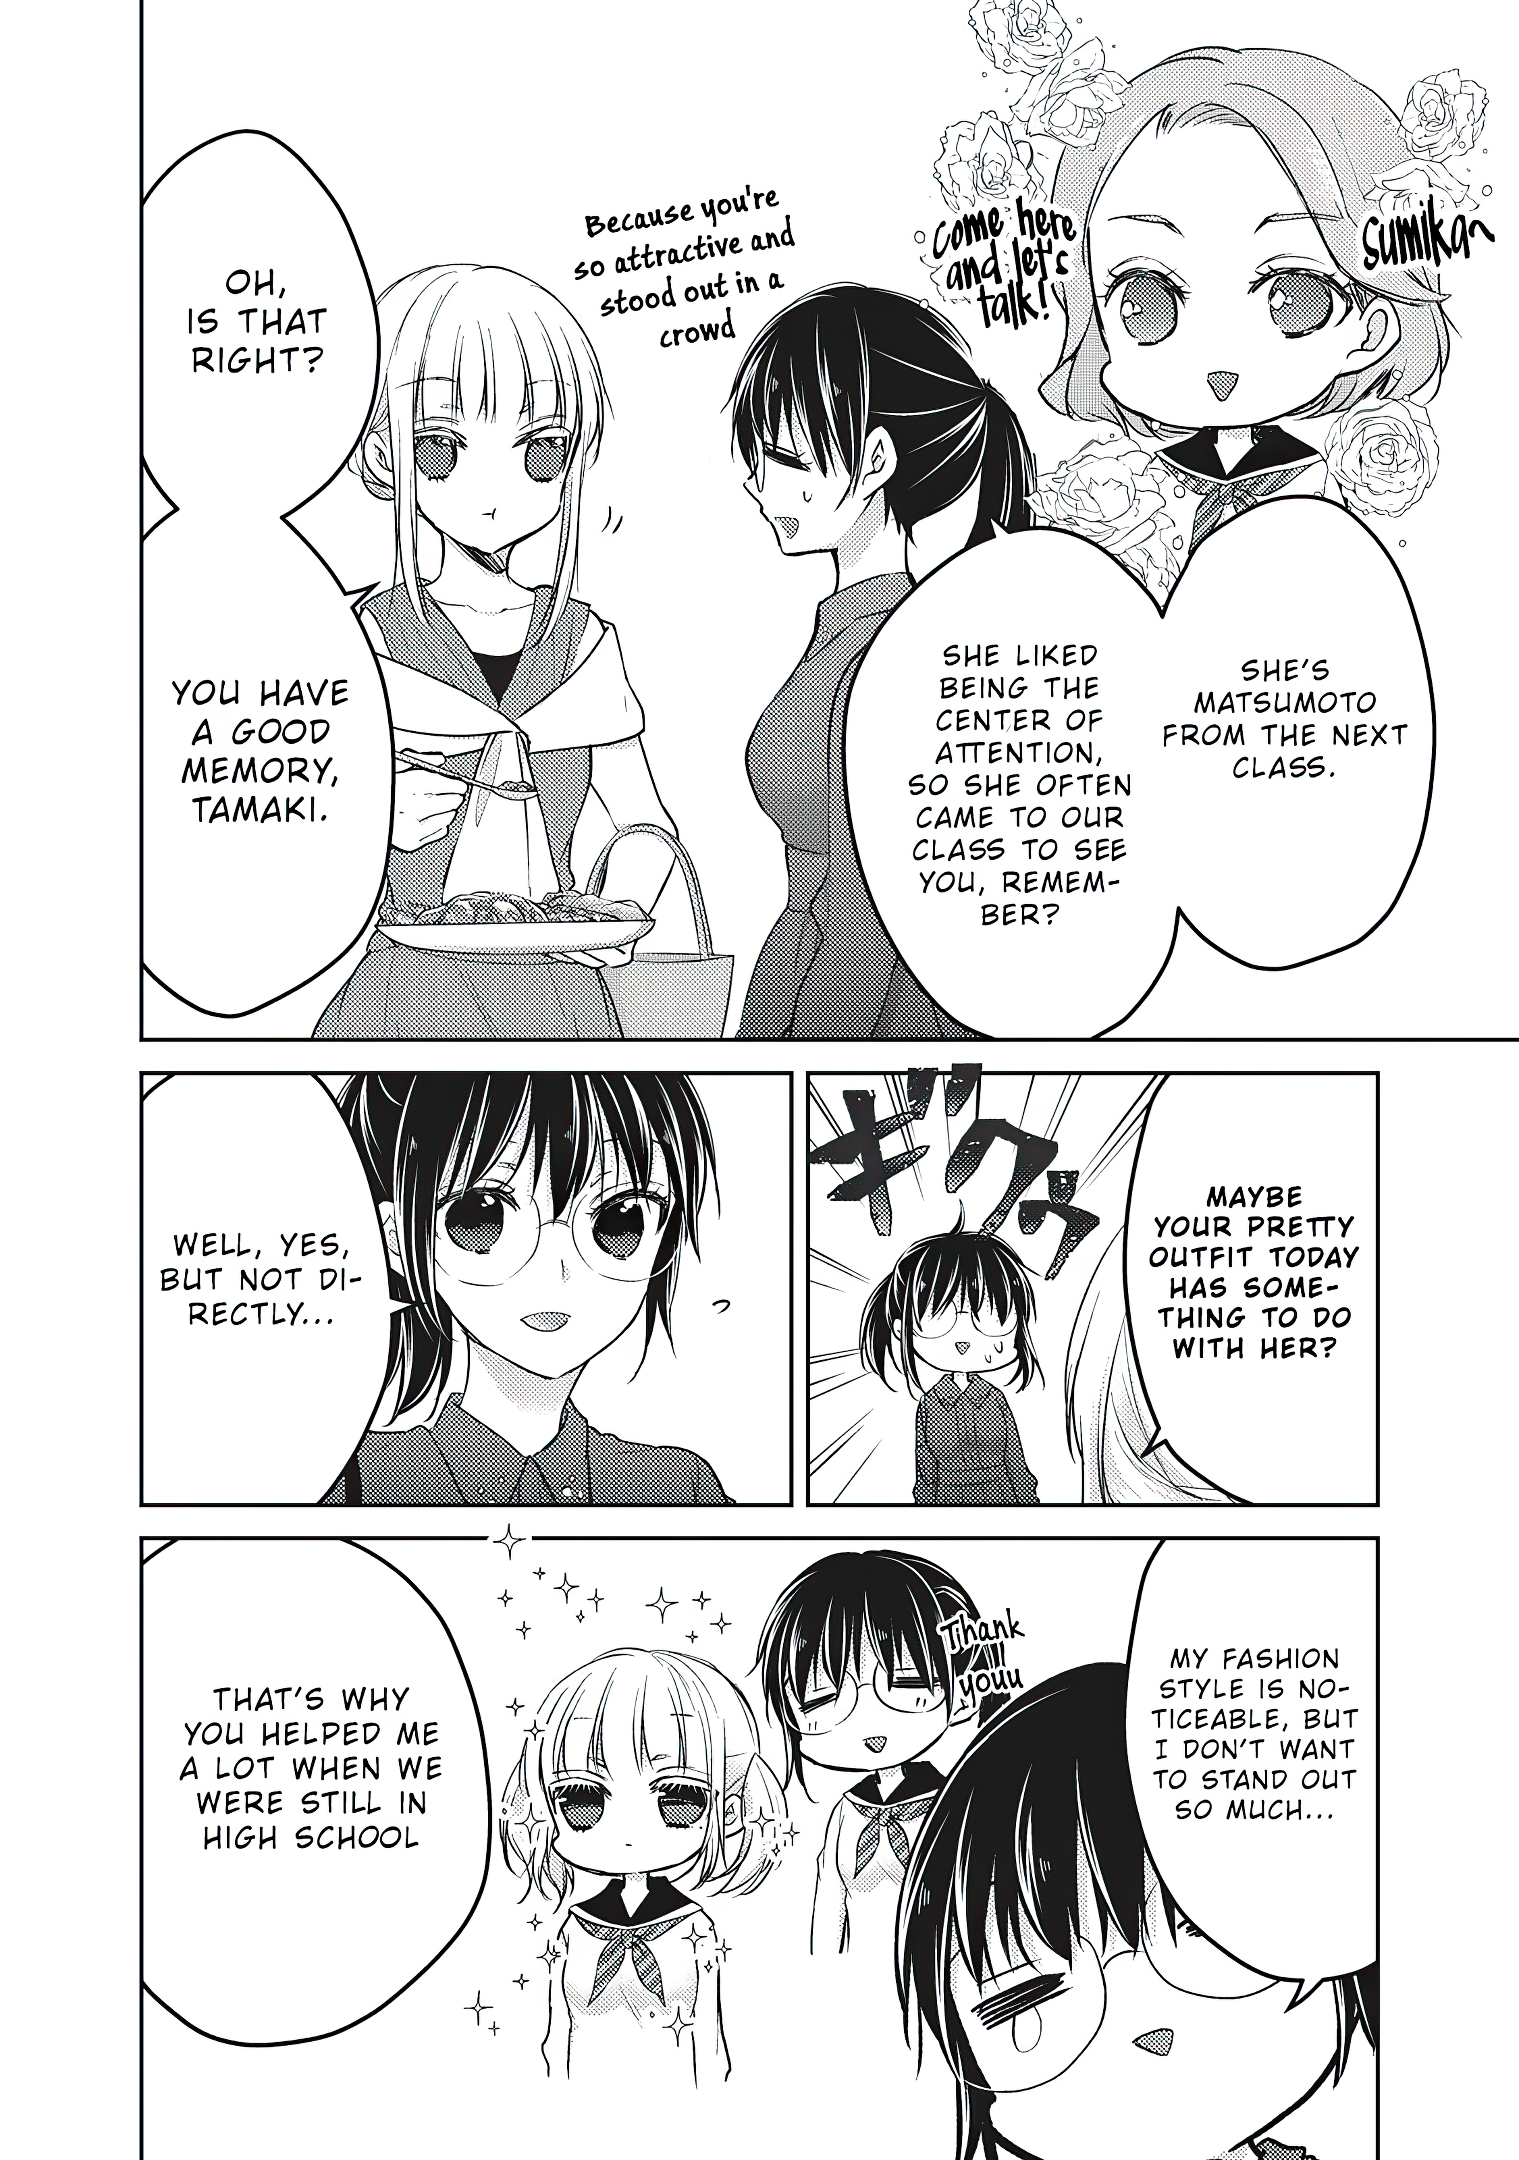 Sumika~
come here
and let's
talk!
SHE'S
MATSUMOTO
FROM THE NEXT
CLASS.
SHE LIKED
BEING THE
CENTER OF
ATTENTION,
SO SHE OFTEN
CAME TO OUR
CLASS TO SEE
YOU, REMEM-
BER?
Because you're
so attractive and
stood out in a
crowd
OH,
IS THAT
RIGHT?
YOU HAVE
A GOOD
MEMORY,
TAMAKI.
MAYBE
YOUR PRETTY
OUTFIT TODAY
HAS SOME-
THING TO DO
WITH HER?
ギクゥ
WELL, YES,
BUT NOT DI-
RECTLY...
MY FASHION
STYLE IS NO-
TICEABLE, BUT
I DON'T WANT
TO STAND OUT
SO MUCH...
Thank
youu
THAT'S WHY
YOU HELPED ME
A LOT WHEN WE
WERE STILL IN
HIGH SCHOOL